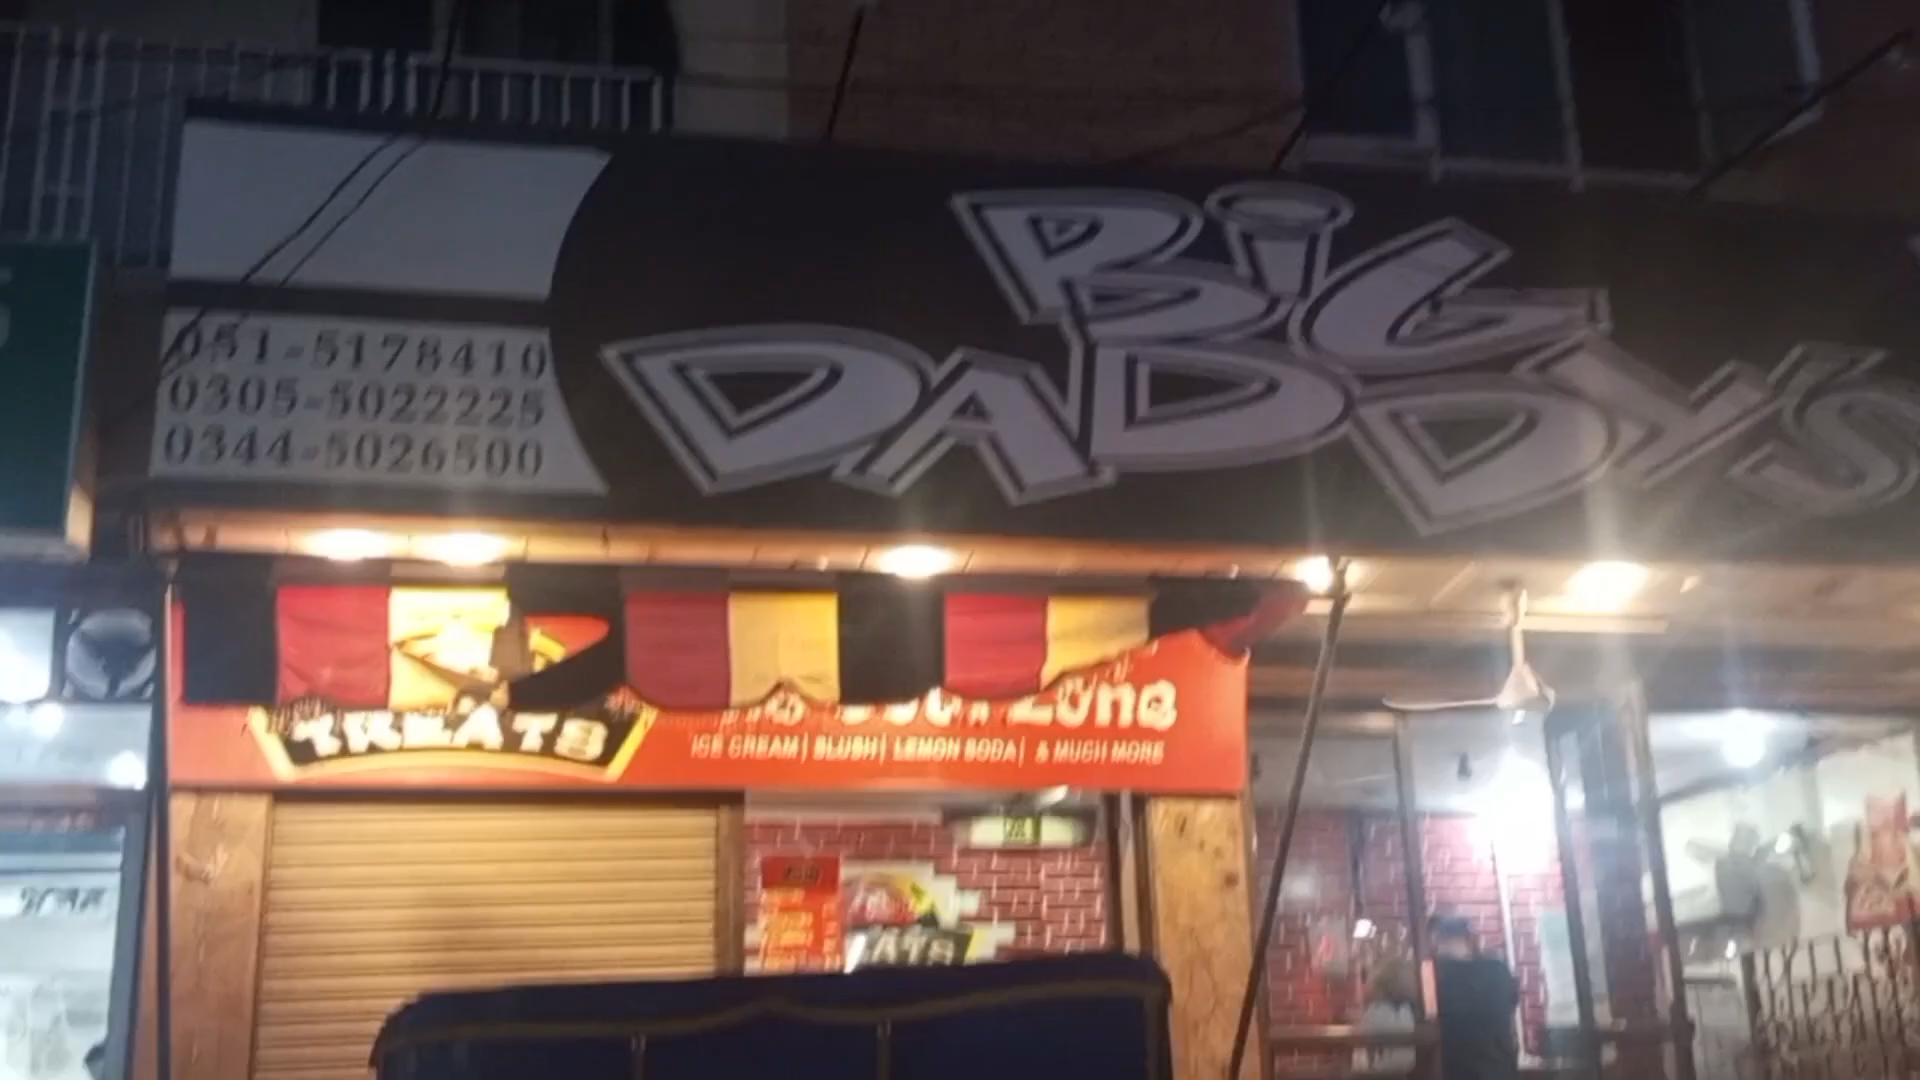 BiG
DADDY'S
051-5178410
0305-5022225
0344-5026500
TREATS
ICE CREAM | SLUSH | LEMON SODA | & MUCH MORE